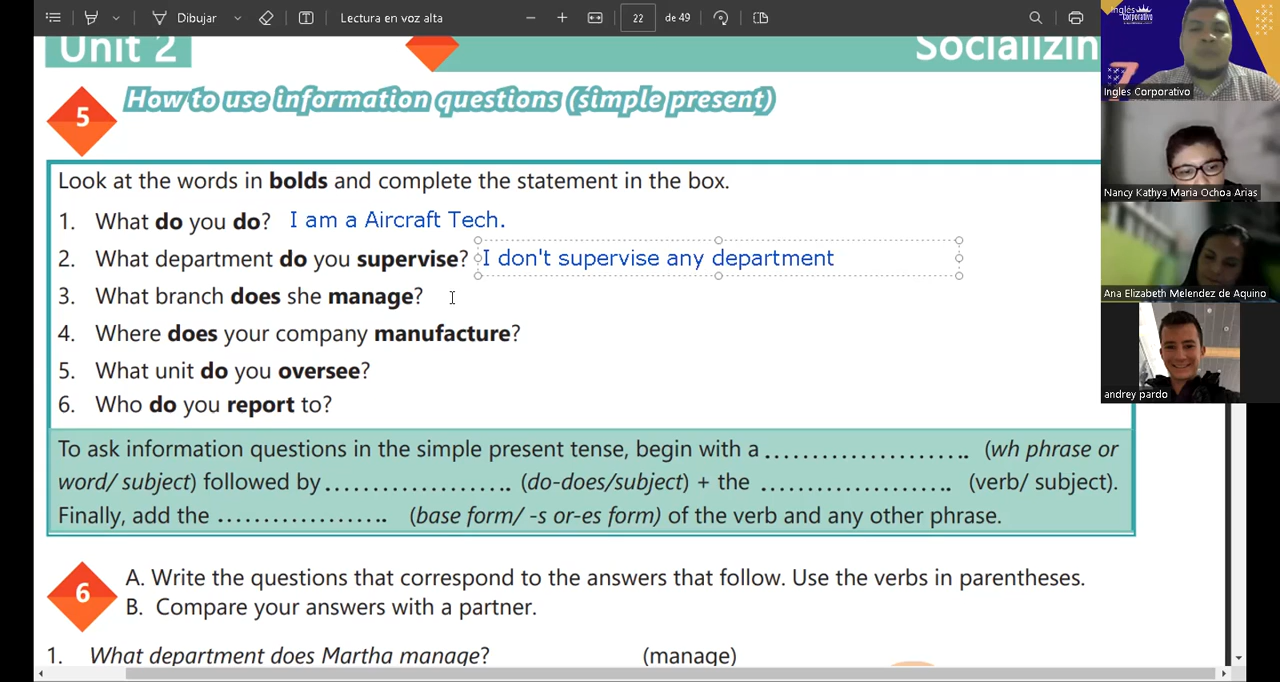 Dibujar
Lectura en voz alta
22
de 49
Unit 2
Socializin
5
How to use information questions (simple present)
Look at the words in bolds and complete the statement in the box.
1. What do you do? I am a Aircraft Tech.
2. What department do you supervise? I don't supervise any department
3. What branch does she manage?
4. Where does your company manufacture?
5. What unit do you oversee?
6. Who do you report to?
To ask information questions in the simple present tense, begin with a ...................... (wh phrase or
word/ subject) followed by .................... (do-does/subject) + the .................... (verb/ subject).
Finally, add the .................. (base form/ -s or-es form) of the verb and any other phrase.
6
A. Write the questions that correspond to the answers that follow. Use the verbs in parentheses.
B. Compare your answers with a partner.
1. What department does Martha manage? (manage)
Inglés
Corporativo
Ingles Corporativo
Nancy Kathya Maria Ochoa Arias
Ana Elizabeth Melendez de Aquino
andrey pardo